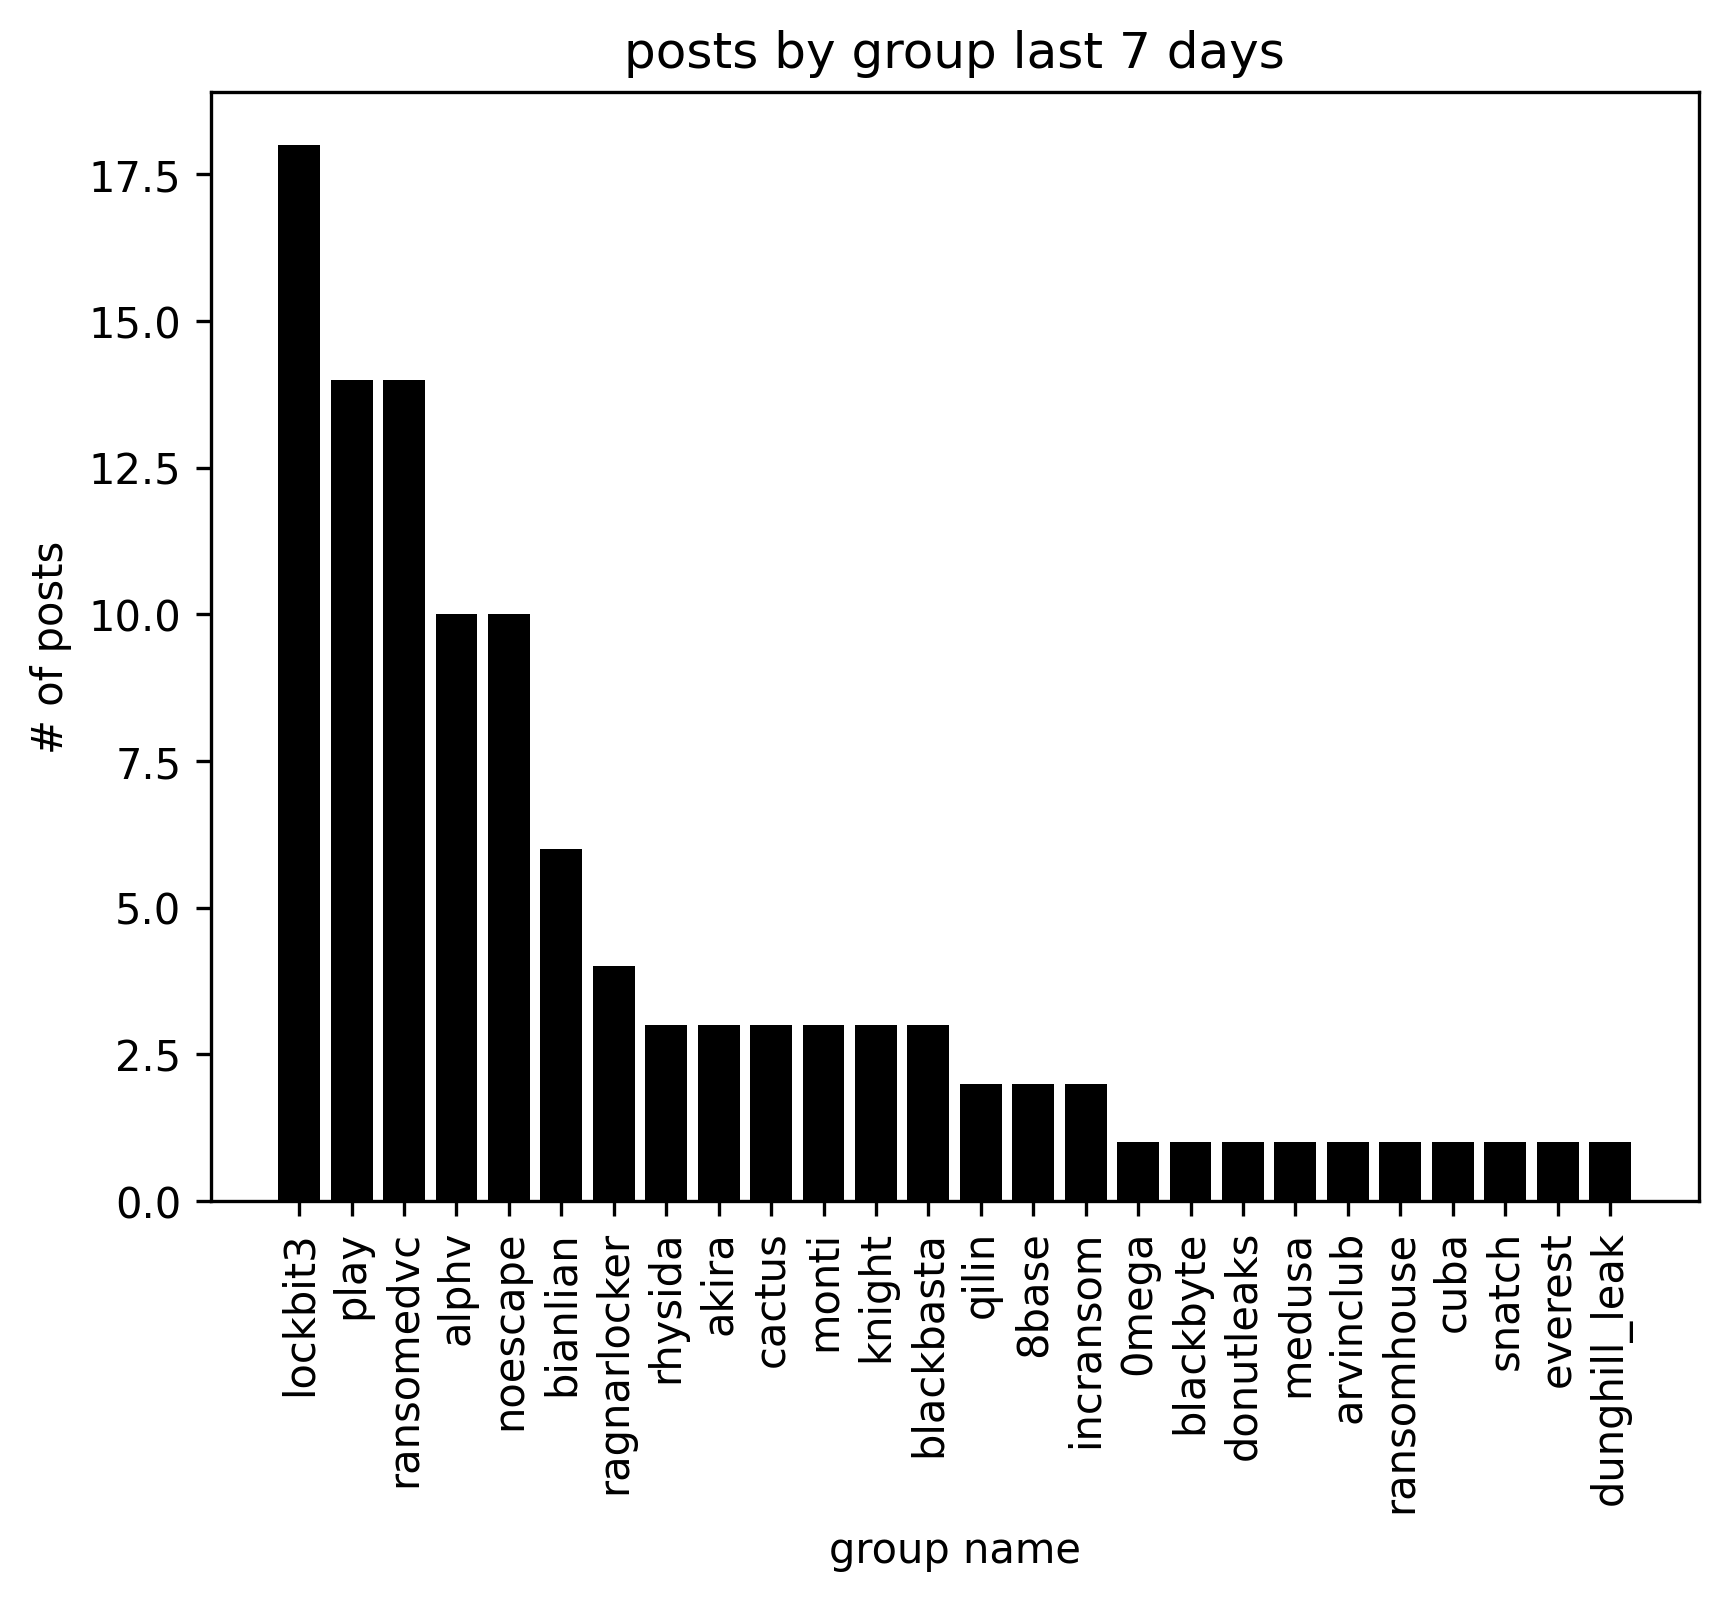 posts by group last 7 days
17.5
15.0
12.5
10.0
7.5
5.0
2.5
0.0
# of posts
lockbit3
play
ransomedvc
alphv
noescape
bianlian
ragnarlocker
rhysida
akira
cactus
monti
knight
blackbasta
qilin
8base
incransom
0mega
blackbyte
donutleaks
medusa
arvinclub
ransomhouse
cuba
snatch
everest
dunghill_leak
group name